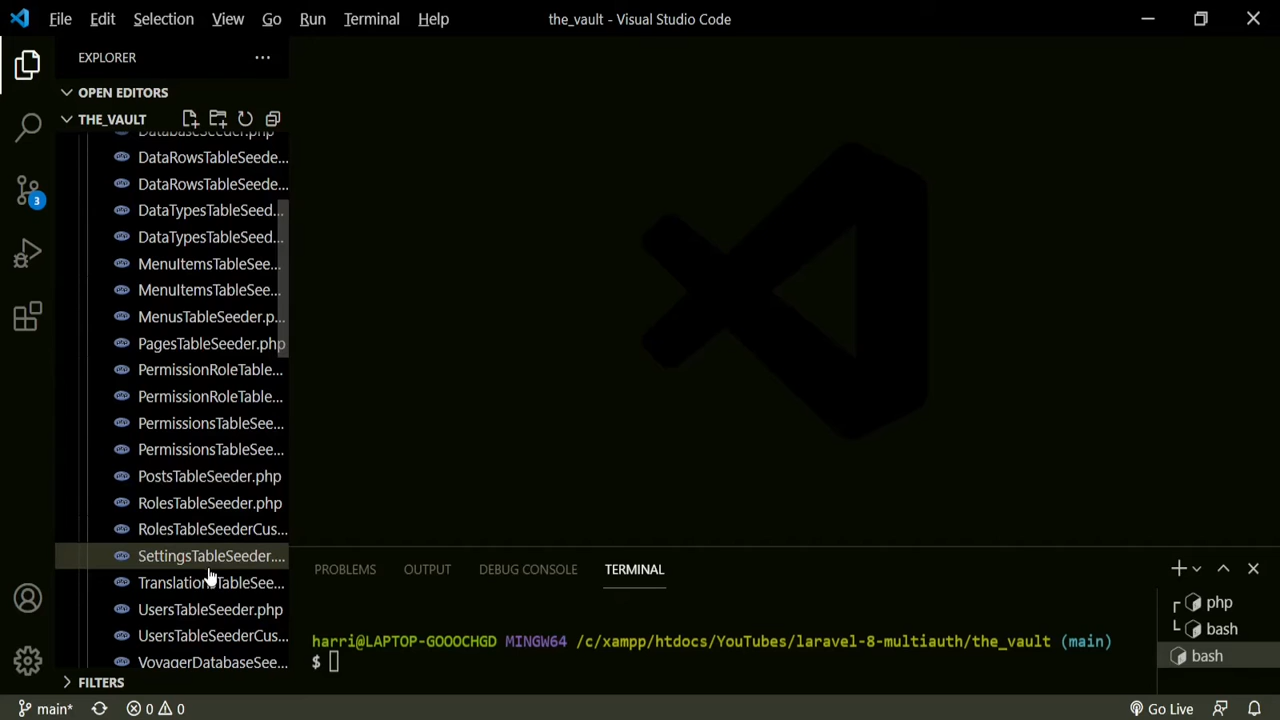 File Edit Selection View Go Run Terminal Help
the_vault - Visual Studio Code
EXPLORER
OPEN EDITORS
THE_VAULT
DatabaseSeeder.php
DataRowsTableSeede...
DataRowsTableSeede...
DataTypesTableSeed...
DataTypesTableSeed...
MenuItemsTableSee...
MenuItemsTableSee...
MenusTableSeeder.p...
PagesTableSeeder.php
PermissionRoleTable...
PermissionRoleTable...
PermissionsTableSee...
PermissionsTableSee...
PostsTableSeeder.php
RolesTableSeeder.php
RolesTableSeederCus...
SettingsTableSeeder....
TranslationsTableSee...
UsersTableSeeder.php
UsersTableSeederCus...
VoyagerDatabaseSee...
FILTERS
3
PROBLEMS OUTPUT DEBUG CONSOLE TERMINAL
harri@LAPTOP-GOOOCHGD MINGW64 /c/xampp/htdocs/YouTubes/laravel-8-multiauth/the_vault (main)
$
php
bash
bash
main* 0 0
Go Live